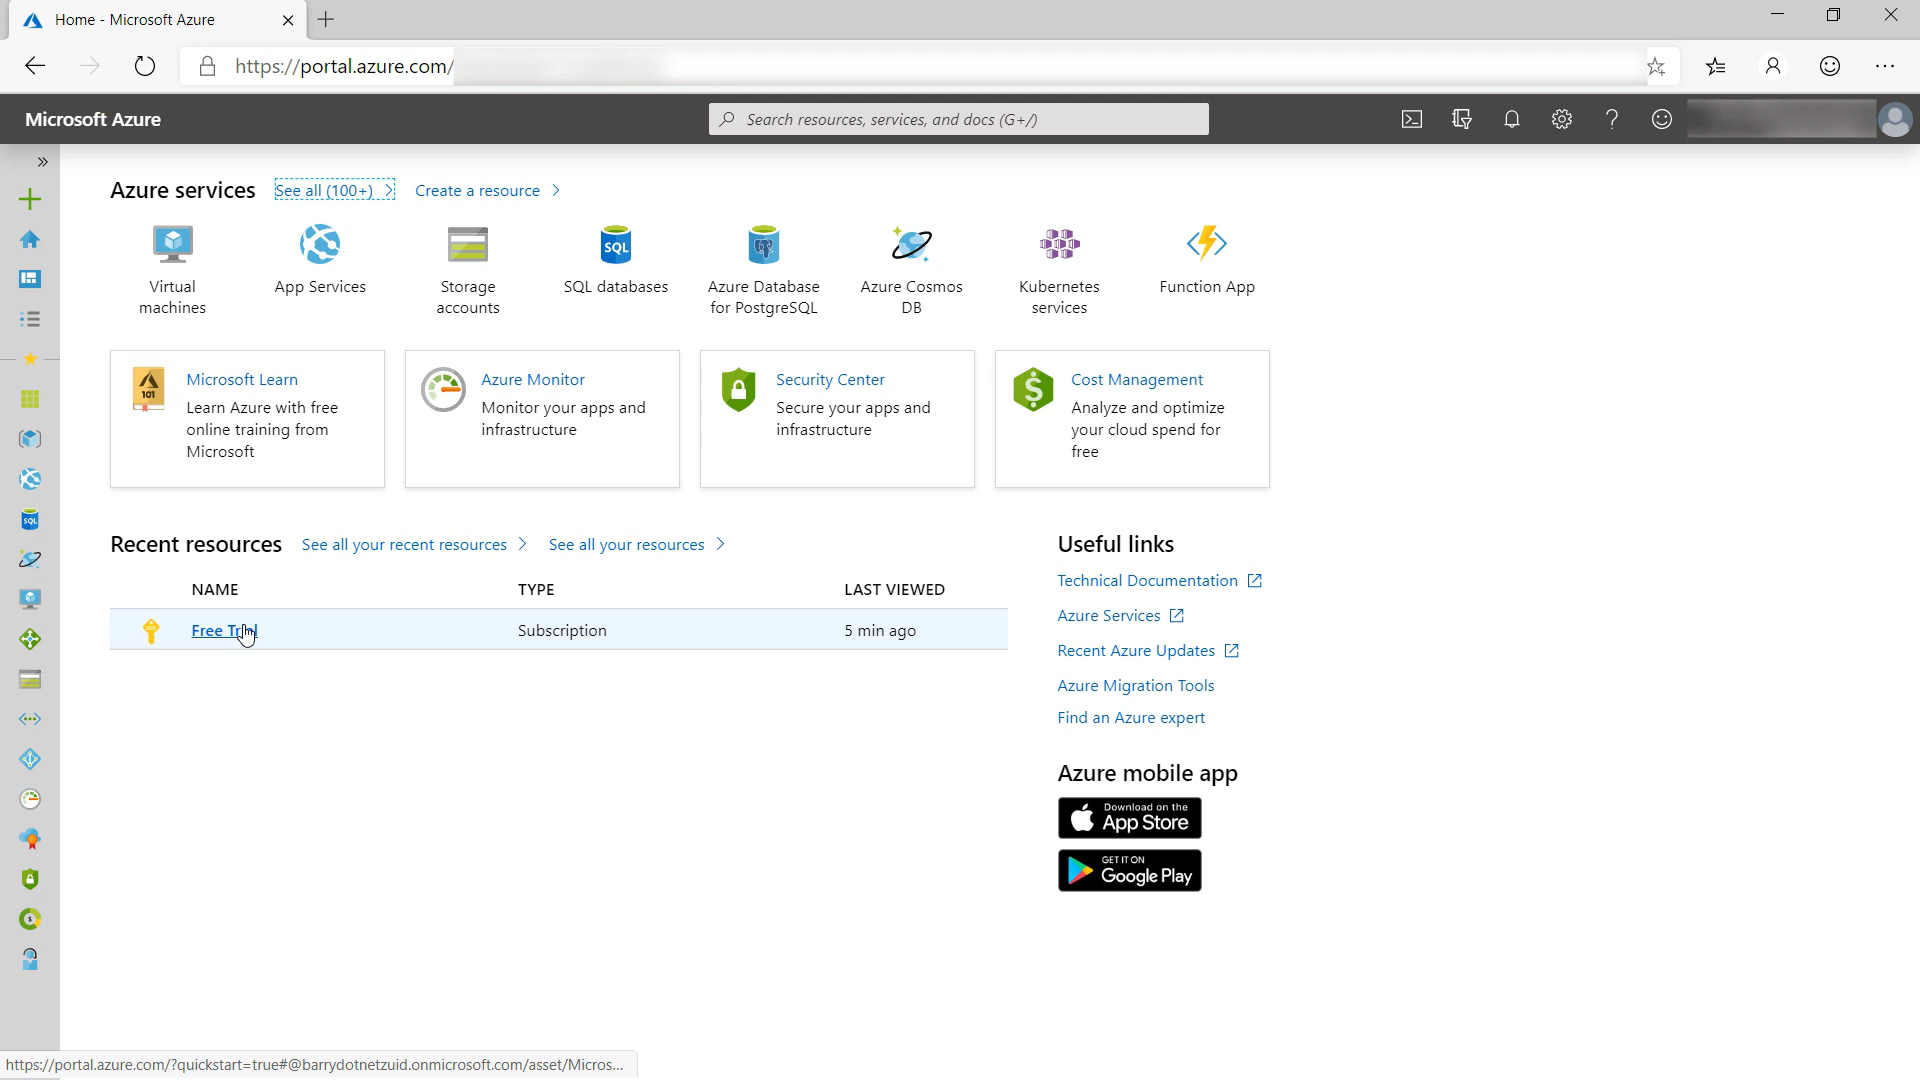 Home - Microsoft Azure
https://portal.azure.com/
Microsoft Azure
Search resources, services, and docs (G+/)
Azure services
See all (100+)
Create a resource
Virtual
machines
App Services
Storage
accounts
SQL
SQL databases
Azure Database
for PostgreSQL
Azure Cosmos
DB
Kubernetes
services
Function App
101
Microsoft Learn
Learn Azure with free
online training from
Microsoft
Azure Monitor
Monitor your apps and
infrastructure
Security Center
Secure your apps and
infrastructure
Cost Management
Analyze and optimize
your cloud spend for
free
Recent resources
See all your recent resources
See all your resources
NAME TYPE LAST VIEWED
Free Trial Subscription 5 min ago
Useful links
Technical Documentation
Azure Services
Recent Azure Updates
Azure Migration Tools
Find an Azure expert
Azure mobile app
Download on the
App Store
GET IT ON
Google Play
SQL
https://portal.azure.com/?quickstart=true#@barrydotnetzuid.onmicrosoft.com/asset/Micros...